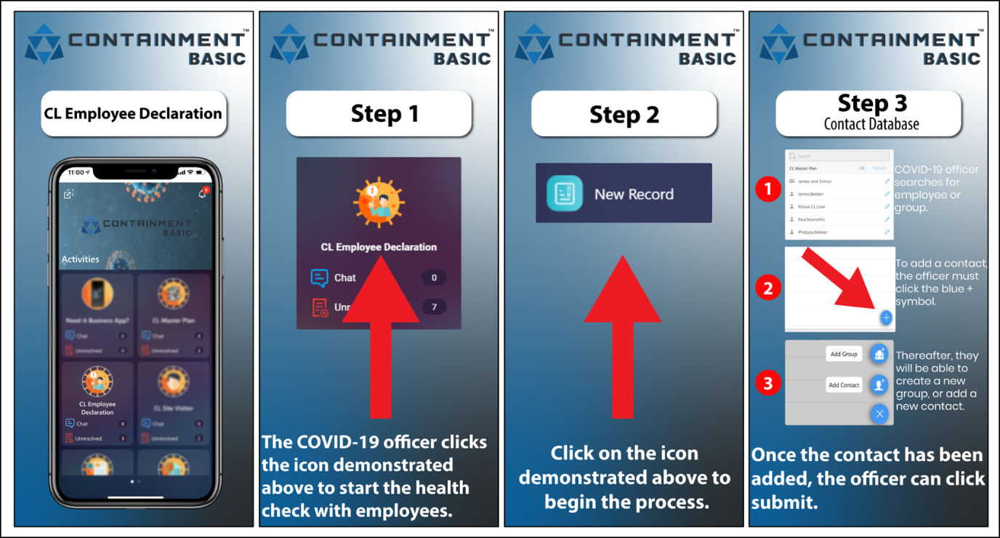 CONTAINMENT™
BASIC
CL Employee Declaration
11:00
9
CONTAINMENT
BASIC
Activities
Need A Business App?
Chat 0
Unresolved 0
CL Master Plan
Chat 0
Unresolved 2
CL Employee
Declaration
Chat 0
Unresolved 3
CL Site Visitor
Chat 0
Unresolved 1
CONTAINMENT™
BASIC
Step 1
CL Employee Declaration
Chat 0
Unr 7
The COVID-19 officer clicks
the icon demonstrated
above to start the health
check with employees.
CONTAINMENT™
BASIC
Step 2
New Record
Click on the icon
demonstrated above to
begin the process.
CONTAINMENT™
BASIC
Step 3
Contact Database
1
Search
CL Master Plan All Recent
James and Simon
James,Bekker
Moxie CL,User
Paul,Marcellin
Philippa,Bekker
COVID-19 officer
searches for
employee or
group.
2
+
To add a contact,
the officer must
click the blue +
symbol.
3
Add Group
Add Contact
Thereafter, they
will be able to
create a new
group, or add a
new contact.
Once the contact has been
added, the officer can click
submit.